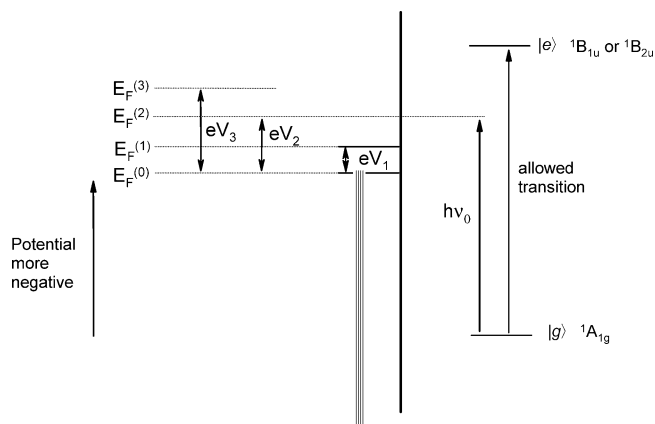 |e⟩ ¹B₁ᵤ or ¹B₂ᵤ
E_F⁽³⁾
E_F⁽²⁾
eV₃
eV₂
E_F⁽¹⁾
eV₁
E_F⁽⁰⁾
allowed
transition
hν₀
Potential
more
negative
|g⟩ ¹A₁g